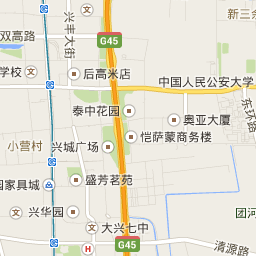 新三余
兴丰大街
双高路
G45
学校
后高米店
中国人民公安大学
泰中花园
东环路
奥亚大厦
恺萨蒙商务楼
小营村
兴城广场
盛芳茗苑
国家具城
兴华园
团河
大兴七中
G45
清源路